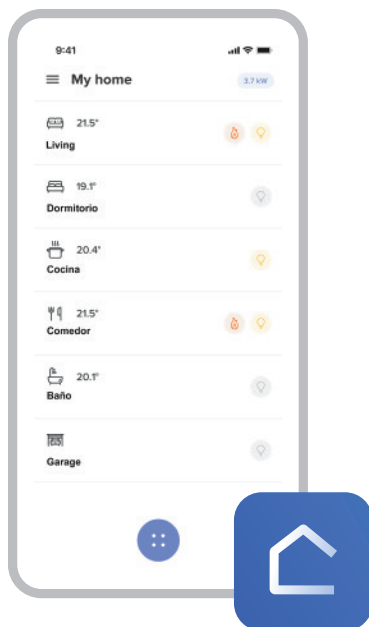 9:41
My home
3.7 kW
21.5°
Living
19.1°
Dormitorio
20.4°
Cocina
21.5°
Comedor
20.1°
Baño
Garage